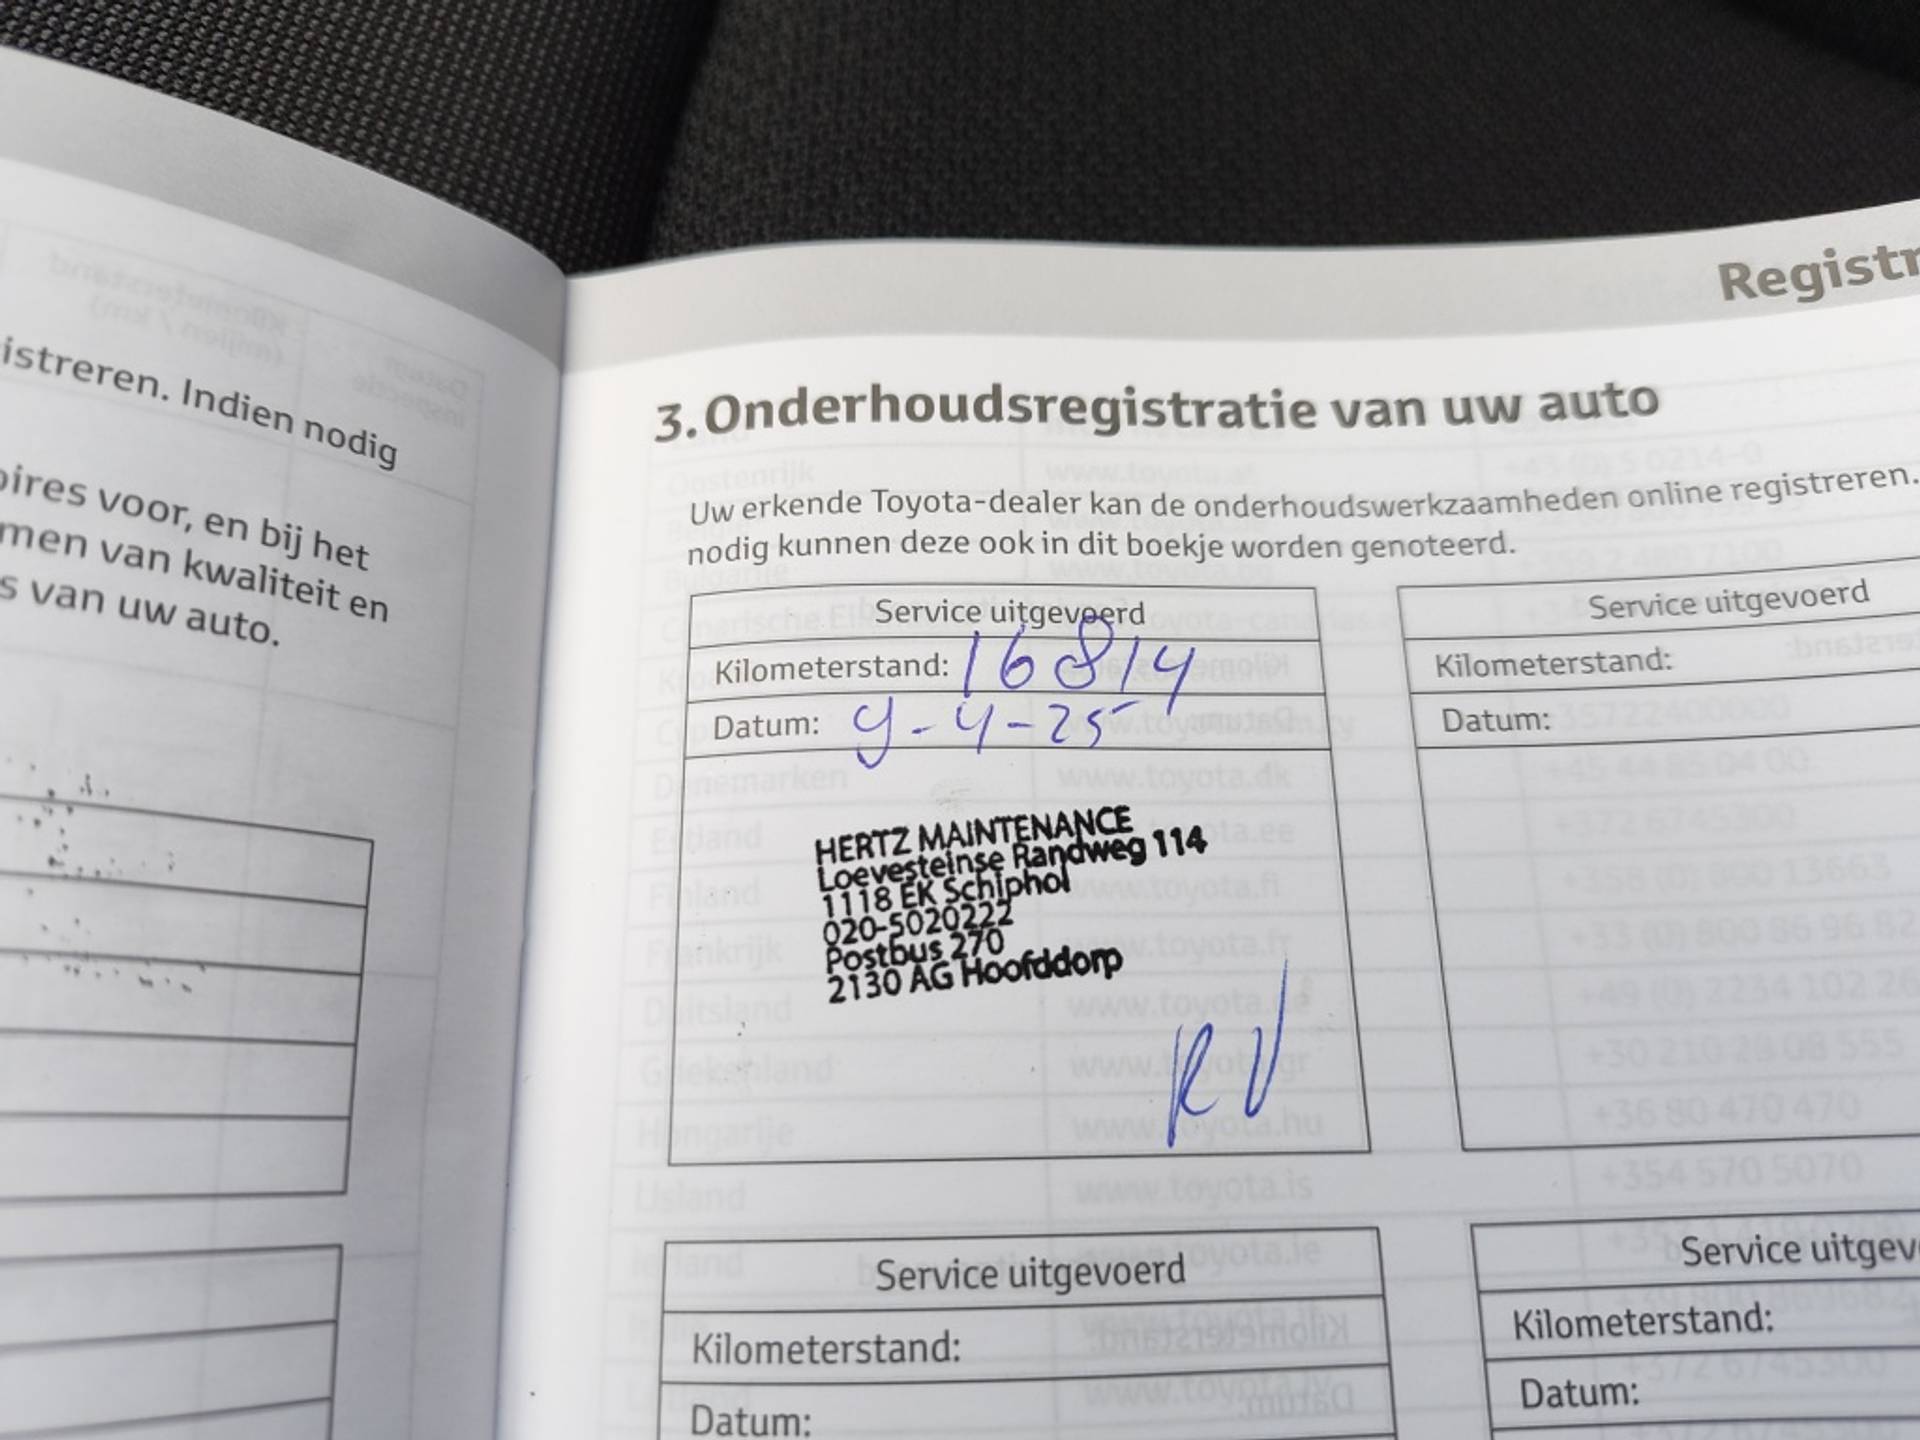 istreren. Indien nodig
oires voor, en bij het
men van kwaliteit en
s van uw auto.
Registr
3. Onderhoudsregistratie van uw auto
Uw erkende Toyota-dealer kan de onderhoudswerkzaamheden online registreren.
nodig kunnen deze ook in dit boekje worden genoteerd.
Service uitgevoerd
Kilometerstand: 16814
Datum: 9-4-25
HERTZ MAINTENANCE
Loevesteinse Randweg 114
1118 EK Schiphol
020-5020222
Postbus 270
2130 AG Hoofddorp
RV
Service uitgevoerd
Kilometerstand:
Datum:
Service uitgevoerd
Kilometerstand:
Datum:
Service uitgevo
Kilometerstand:
Datum: